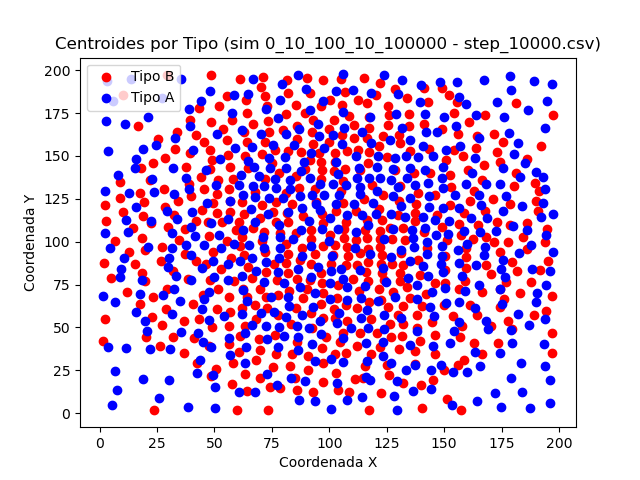 Centroides por Tipo (sim 0_10_100_10_100000 - step_10000.csv)
Tipo B
Tipo A
200
175
150
125
100
75
50
25
0
Coordenada Y
0 25 50 75 100 125 150 175 200
Coordenada X